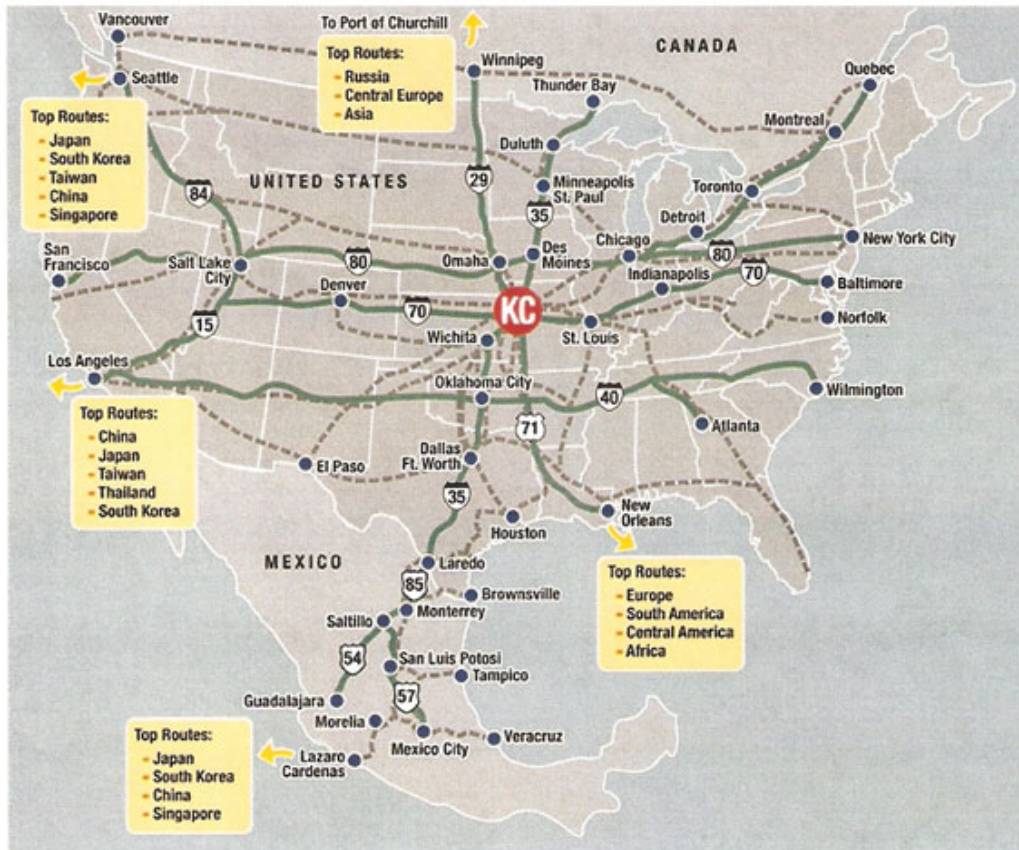 Vancouver
To Port of Churchill
CANADA
Top Routes:
- Russia
- Central Europe
- Asia
Winnipeg
Quebec
Seattle
Thunder Bay
Montreal
Top Routes:
- Japan
- South Korea
- Taiwan
- China
- Singapore
Duluth
UNITED STATES
84
29
Minneapolis
St. Paul
35
Toronto
Detroit
San
Francisco
Salt Lake
City
80
Omaha
Des
Moines
Chicago
80
New York City
Indianapolis
70
Baltimore
Denver
70
KC
St. Louis
Norfolk
15
Wichita
Los Angeles
Oklahoma City
40
Wilmington
Top Routes:
- China
- Japan
- Taiwan
- Thailand
- South Korea
71
Atlanta
El Paso
Dallas
Ft. Worth
35
Houston
New
Orleans
MEXICO
Laredo
Top Routes:
- Europe
- South America
- Central America
- Africa
85
Brownsville
Monterrey
Saltillo
54
San Luis Potosi
Tampico
57
Guadalajara
Morelia
Mexico City
Veracruz
Lazaro
Cardenas
Top Routes:
- Japan
- South Korea
- China
- Singapore